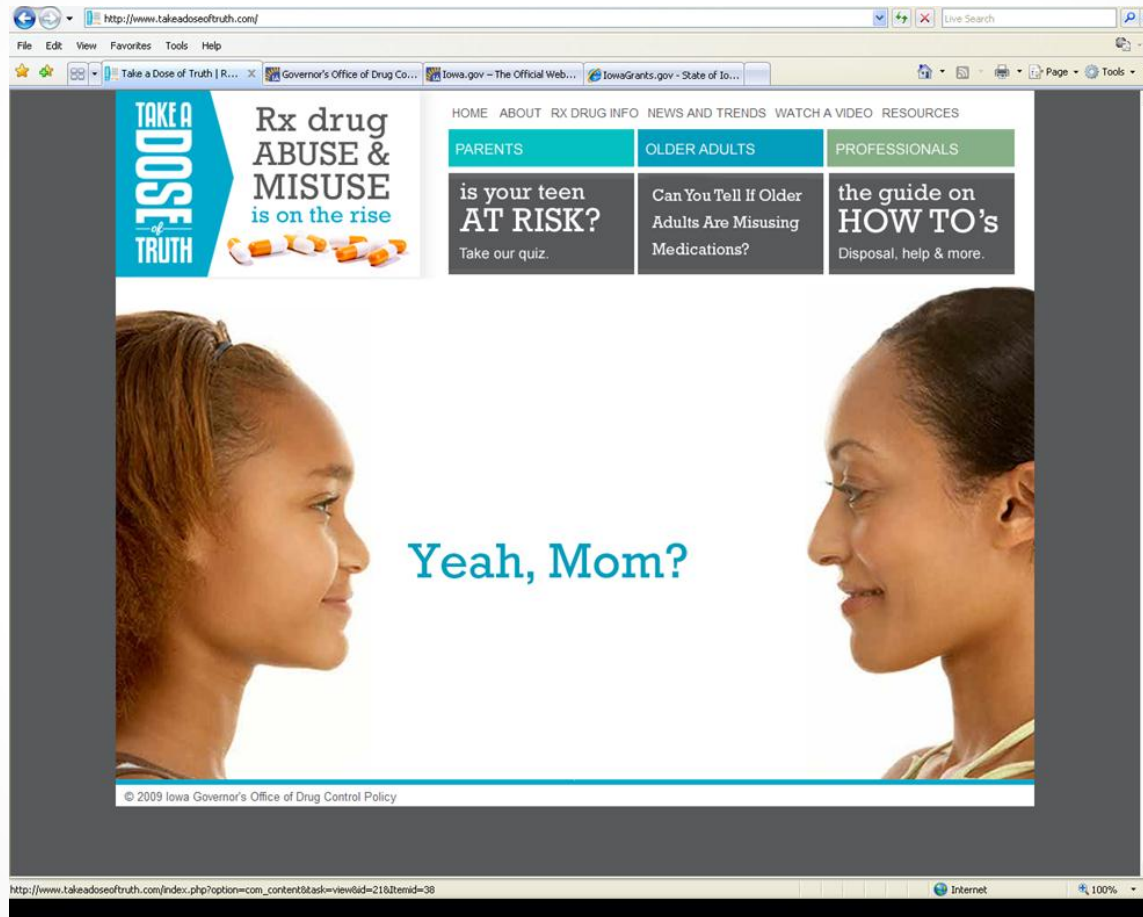 http://www.takeadoseoftruth.com/
Live Search
File Edit View Favorites Tools Help
Take a Dose of Truth | R...
Governor's Office of Drug Co...
Iowa.gov – The Official Web...
IowaGrants.gov - State of Io...
Page
Tools
TAKE A
DOSE
of
TRUTH
Rx drug
ABUSE &
MISUSE
is on the rise
HOME ABOUT RX DRUG INFO NEWS AND TRENDS WATCH A VIDEO RESOURCES
PARENTS
is your teen
AT RISK?
Take our quiz.
OLDER ADULTS
Can You Tell If Older
Adults Are Misusing
Medications?
PROFESSIONALS
the guide on
HOW TO's
Disposal, help & more.
Yeah, Mom?
© 2009 Iowa Governor's Office of Drug Control Policy
http://www.takeadoseoftruth.com/index.php?option=com_content&task=view&id=21&Itemid=38
Internet
100%